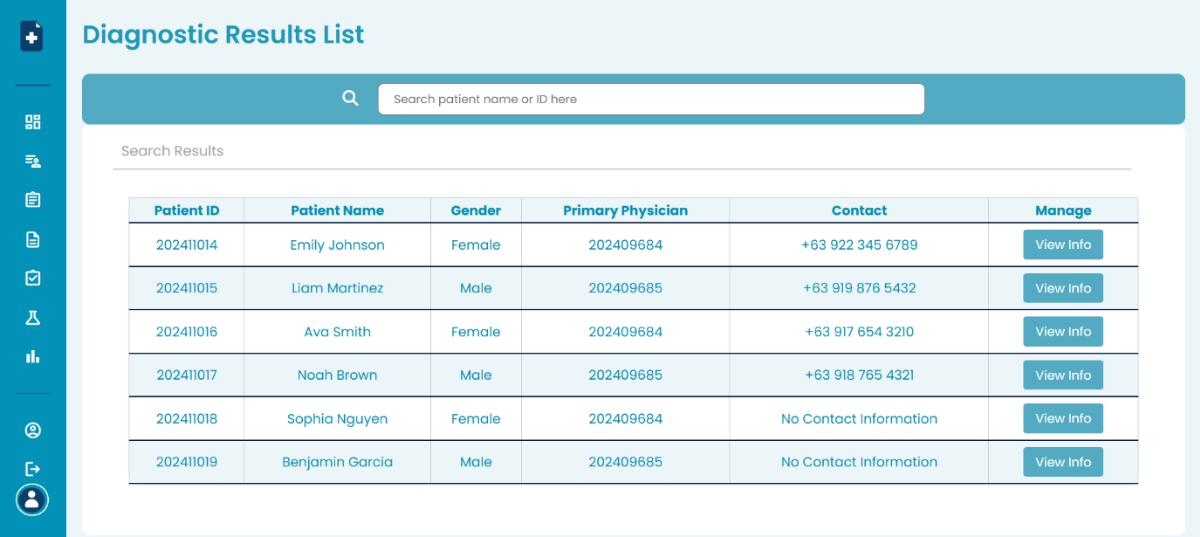 Diagnostic Results List
Search patient name or ID here
Search Results
Patient ID Patient Name Gender Primary Physician Contact Manage
202411014 Emily Johnson Female 202409684 +63 922 345 6789 View Info
202411015 Liam Martinez Male 202409685 +63 919 876 5432 View Info
202411016 Ava Smith Female 202409684 +63 917 654 3210 View Info
202411017 Noah Brown Male 202409685 +63 918 765 4321 View Info
202411018 Sophia Nguyen Female 202409684 No Contact Information View Info
202411019 Benjamin Garcia Male 202409685 No Contact Information View Info